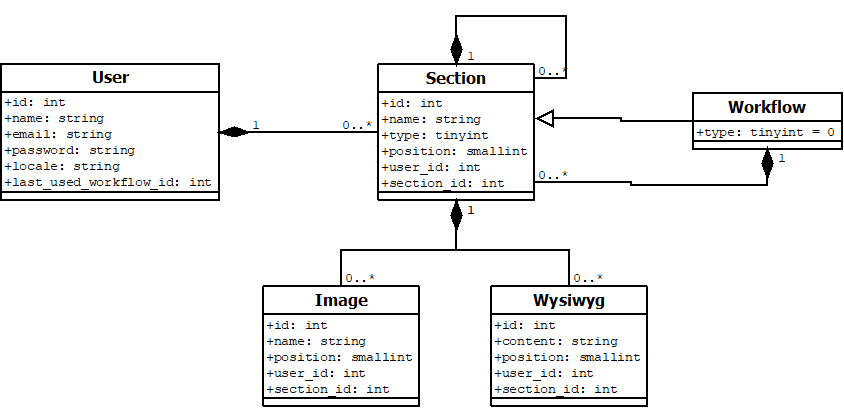 User
+id: int
+name: string
+email: string
+password: string
+locale: string
+last_used_workflow_id: int
1
0..*
1
0..*
Section
+id: int
+name: string
+type: tinyint
+position: smallint
+user_id: int
+section_id: int
Workflow
+type: tinyint = 0
1
0..*
1
0..*
0..*
Image
+id: int
+name: string
+position: smallint
+user_id: int
+section_id: int
Wysiwyg
+id: int
+content: string
+position: smallint
+user_id: int
+section_id: int